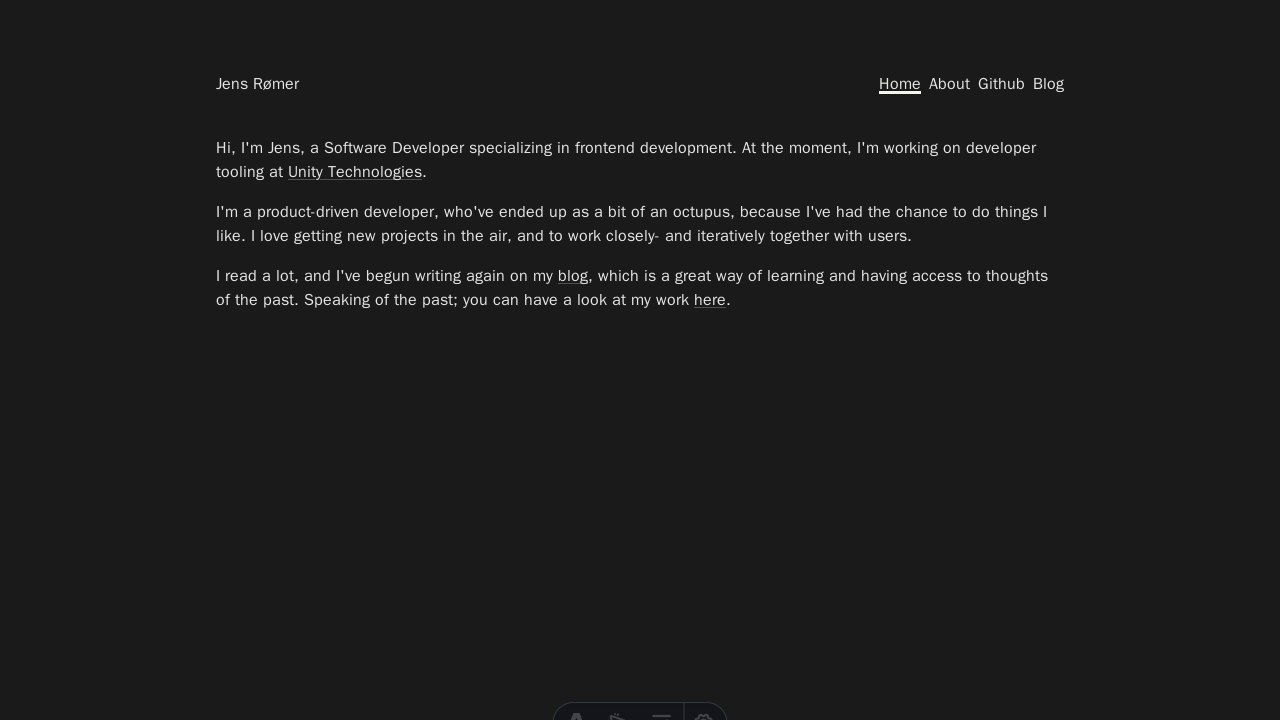 Jens Rømer
Home About Github Blog
Hi, I'm Jens, a Software Developer specializing in frontend development. At the moment, I'm working on developer
tooling at Unity Technologies.
I'm a product-driven developer, who've ended up as a bit of an octupus, because I've had the chance to do things I
like. I love getting new projects in the air, and to work closely- and iteratively together with users.
I read a lot, and I've begun writing again on my blog, which is a great way of learning and having access to thoughts
of the past. Speaking of the past; you can have a look at my work here.